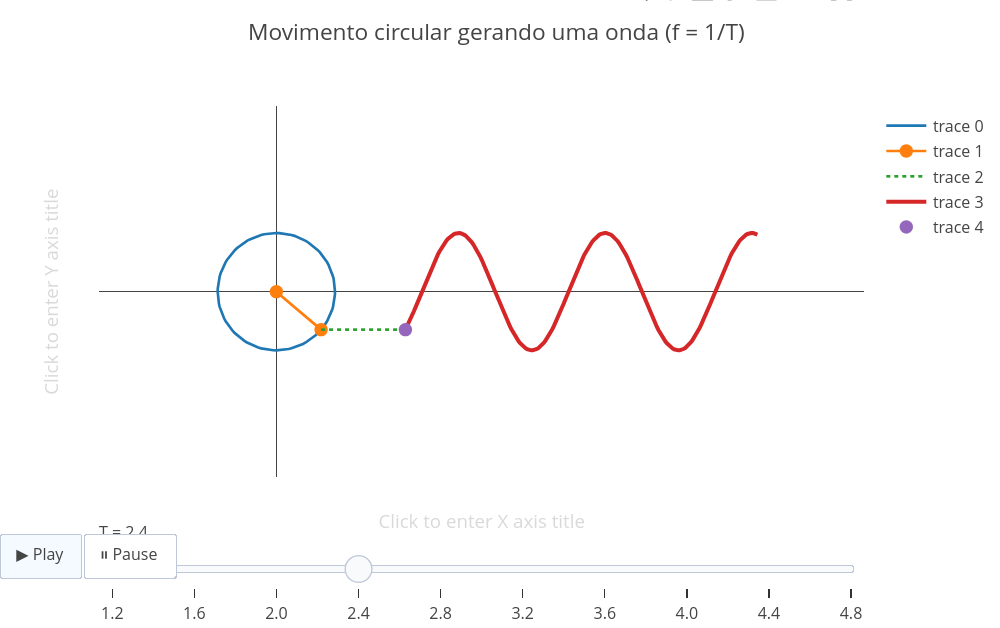 Movimento circular gerando uma onda (f = 1/T)
trace 0
trace 1
trace 2
trace 3
trace 4
Click to enter Y axis title
Click to enter X axis title
T = 2.4
▶ Play
⏸ Pause
1.2 1.6 2.0 2.4 2.8 3.2 3.6 4.0 4.4 4.8